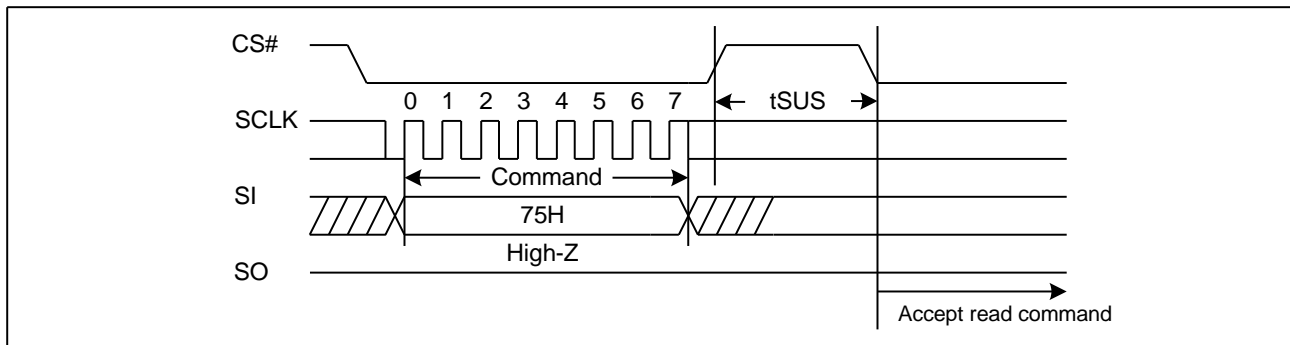 CS#
0 1 2 3 4 5 6 7
tSUS
SCLK
Command
SI
75H
High-Z
SO
Accept read command